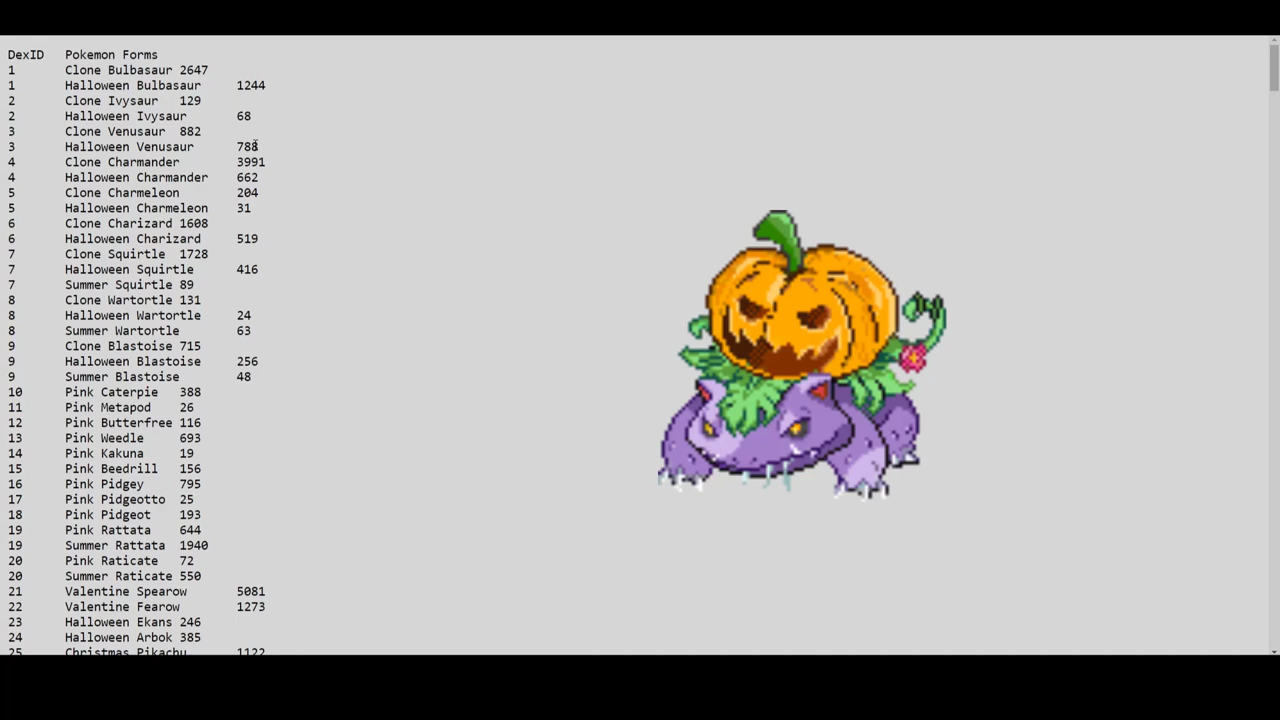 DexID Pokemon Forms
1 Clone Bulbasaur 2647
1 Halloween Bulbasaur 1244
2 Clone Ivysaur 129
2 Halloween Ivysaur 68
3 Clone Venusaur 882
3 Halloween Venusaur 788
4 Clone Charmander 3991
4 Halloween Charmander 662
5 Clone Charmeleon 204
5 Halloween Charmeleon 31
6 Clone Charizard 1608
6 Halloween Charizard 519
7 Clone Squirtle 1728
7 Halloween Squirtle 416
7 Summer Squirtle 89
8 Clone Wartortle 131
8 Halloween Wartortle 24
8 Summer Wartortle 63
9 Clone Blastoise 715
9 Halloween Blastoise 256
9 Summer Blastoise 48
10 Pink Caterpie 388
11 Pink Metapod 26
12 Pink Butterfree 116
13 Pink Weedle 693
14 Pink Kakuna 19
15 Pink Beedrill 156
16 Pink Pidgey 795
17 Pink Pidgeotto 25
18 Pink Pidgeot 193
19 Pink Rattata 644
19 Summer Rattata 1940
20 Pink Raticate 72
20 Summer Raticate 550
21 Valentine Spearow 5081
22 Valentine Fearow 1273
23 Halloween Ekans 246
24 Halloween Arbok 385
25 Christmas Pikachu 1122